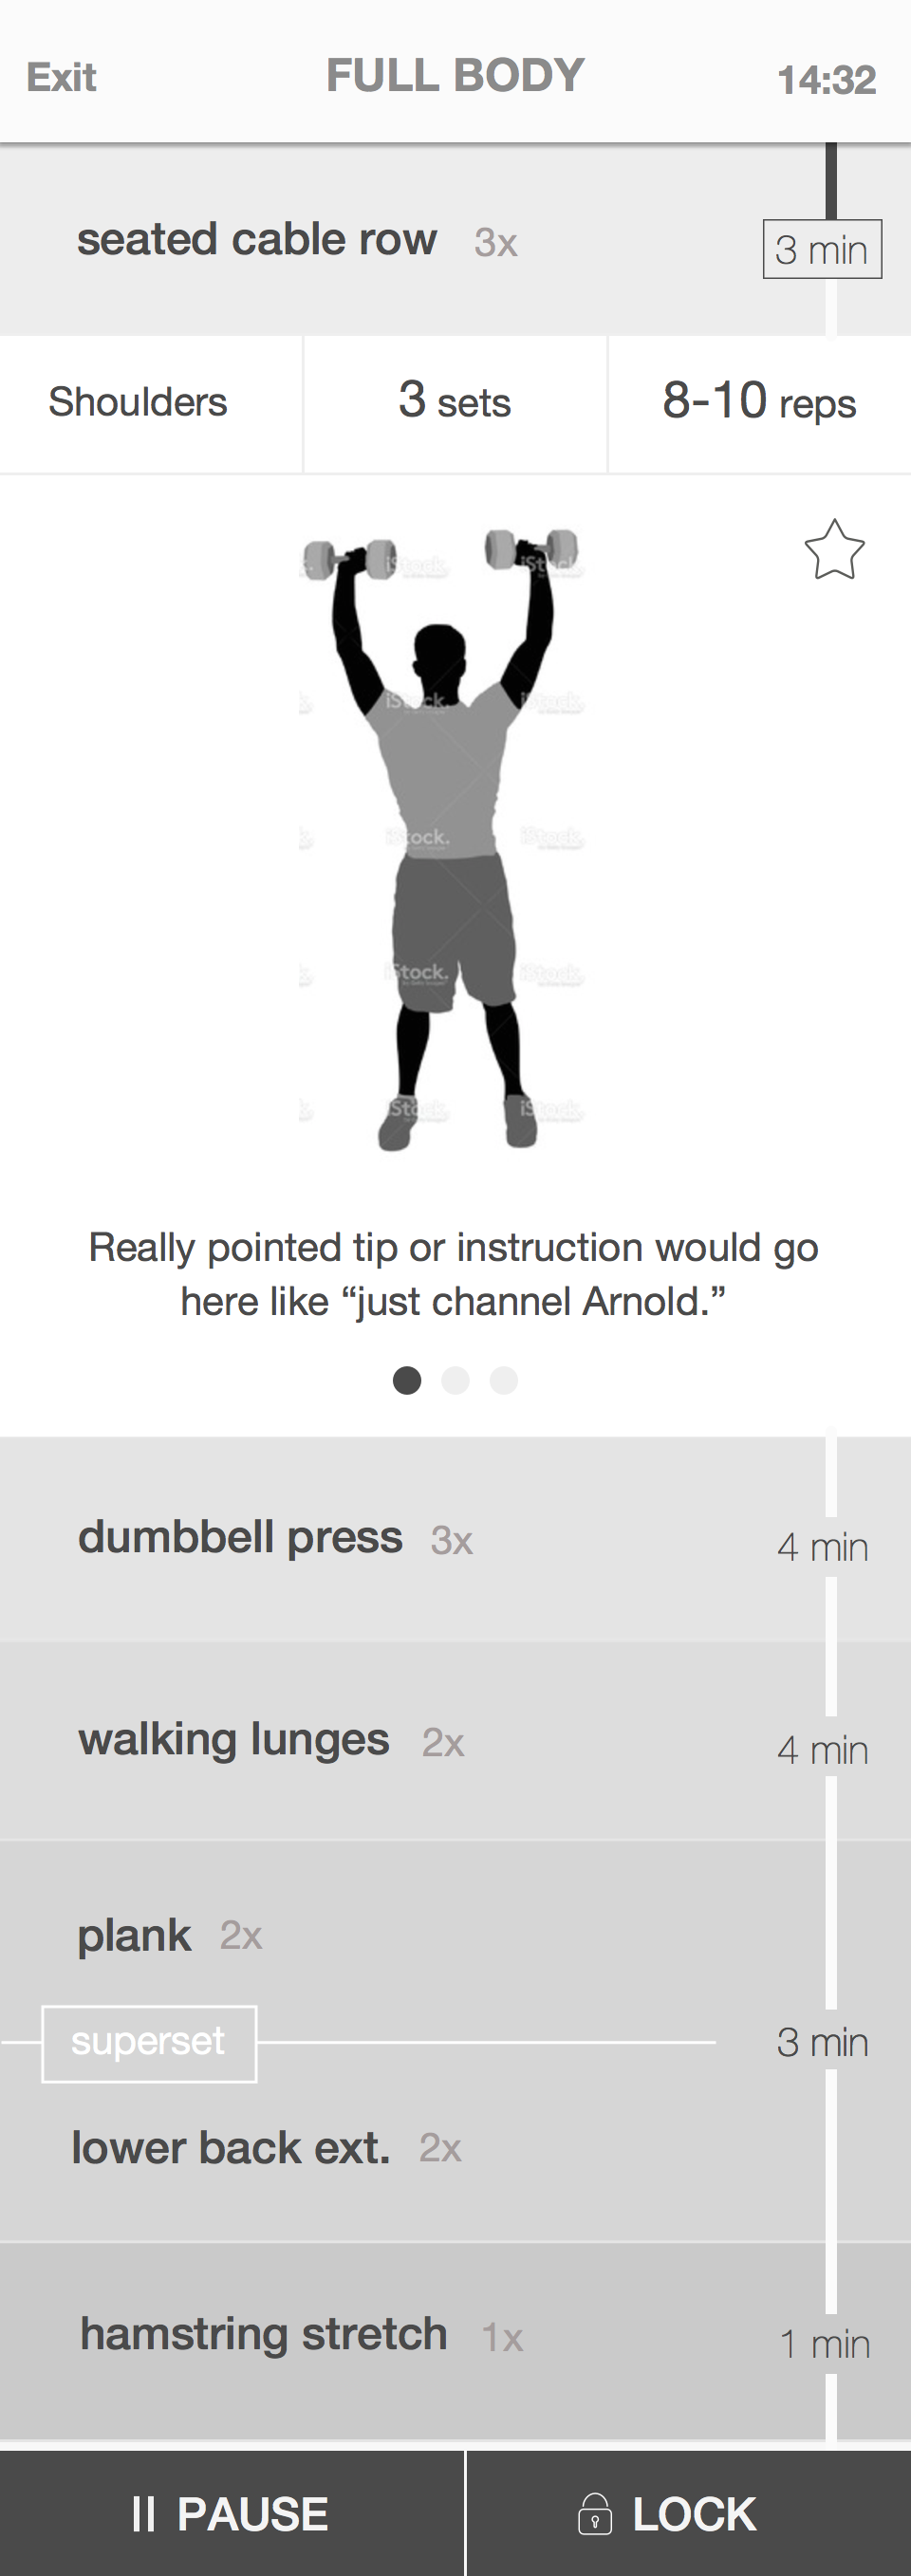 Exit FULL BODY 14:32
seated cable row 3x 3 min
Shoulders 3 sets 8-10 reps
iStock. iStock.
iStock. iStock.
iStock. iStock.
iStock. iStock.
iStock. iStock.
Really pointed tip or instruction would go
here like “just channel Arnold.”
dumbbell press 3x 4 min
walking lunges 2x 4 min
plank 2x
superset 3 min
lower back ext. 2x
hamstring stretch 1x 1 min
PAUSE LOCK